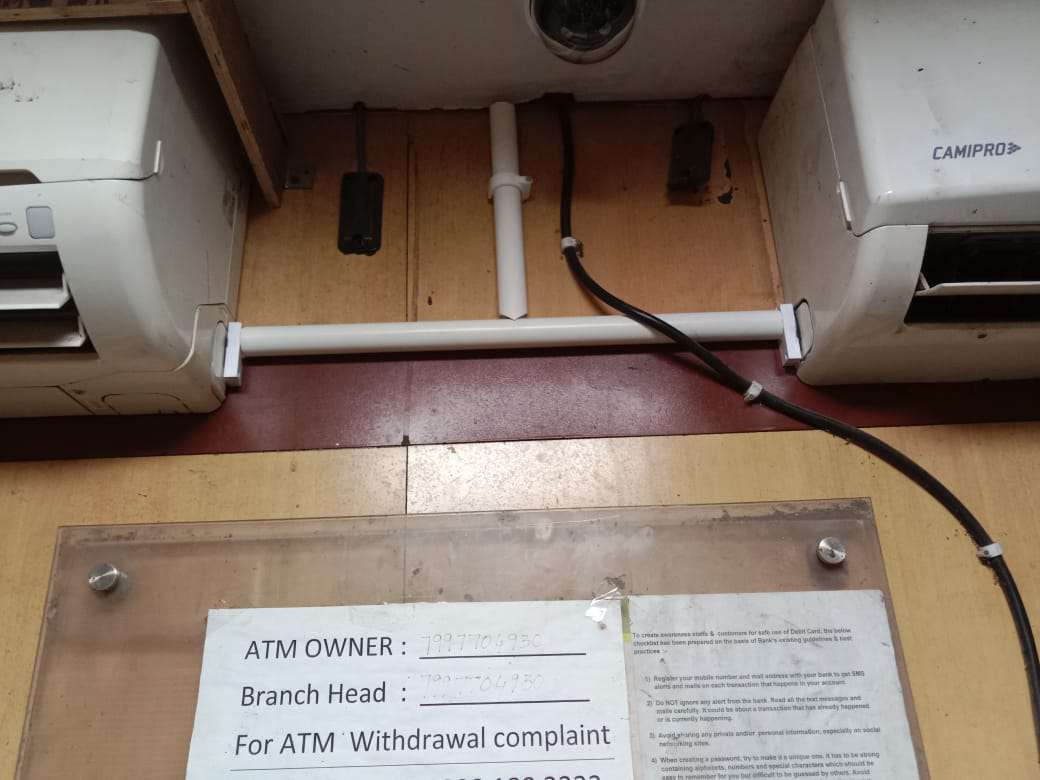 CAMIPRO
ATM OWNER : 7997704930
Branch Head : 7997704930
For ATM Withdrawal complaint
To create awareness staffs & customers for safe use of Debit Card, the below
checklist has been prepared on the basis of Bank's existing guidelines & best
practices :-
1) Register your mobile number and mail address with your bank to get SMS
alerts and mails on each transaction that happens in your account.
2) Do NOT ignore any alert from the bank. Read all the text messages and
mails carefully. It could be about a transaction that has already happened
or is currently happening.
3) Avoid sharing any private and/or personal information, especially on social
networking sites.
4) When creating a password, try to make it a unique one. It has to be strong
containing alphabets, numbers and special characters which should be
easy to remember for you but difficult to be guessed by others. Avoid